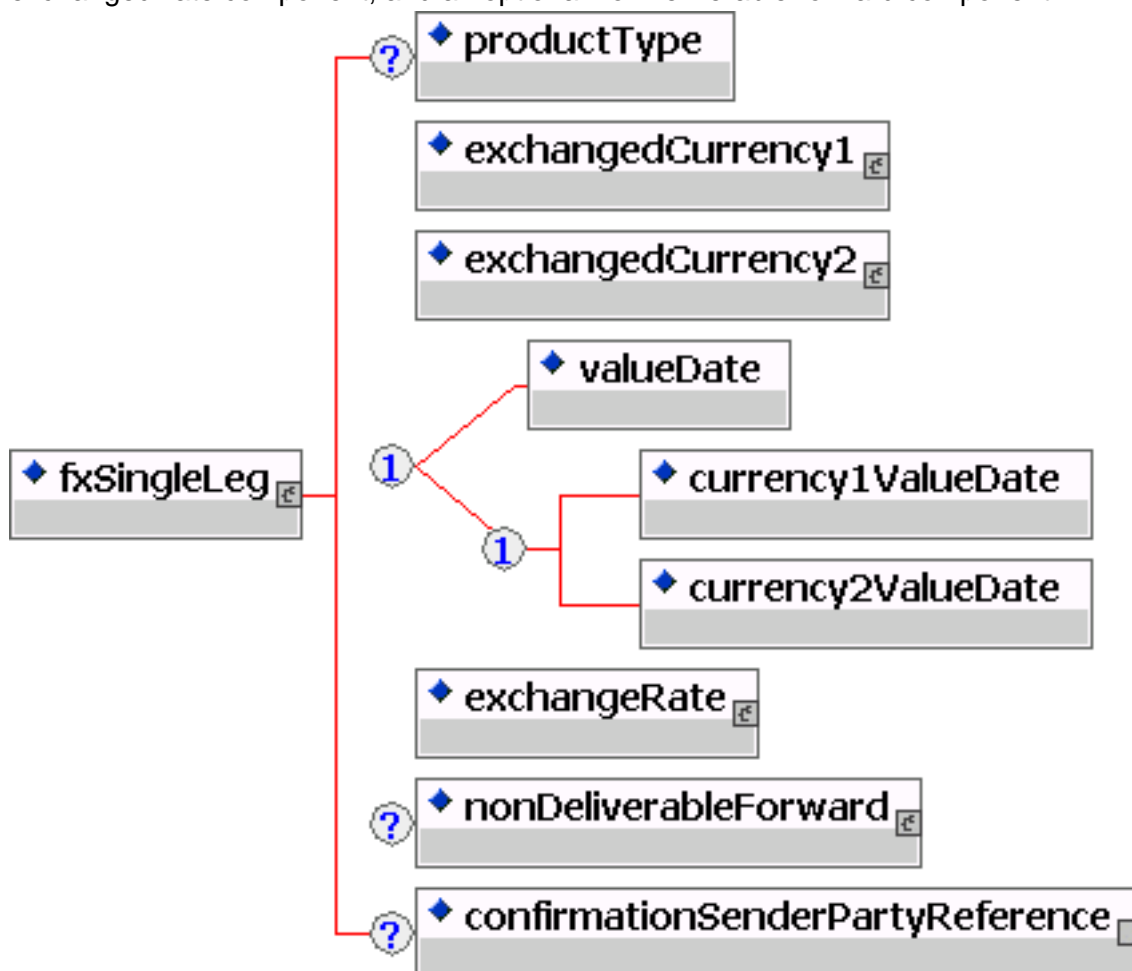 ?
productType
exchangedCurrency1
exchangedCurrency2
valueDate
fxSingleLeg
1
currency1ValueDate
1
currency2ValueDate
exchangeRate
?
nonDeliverableForward
?
confirmationSenderPartyReference